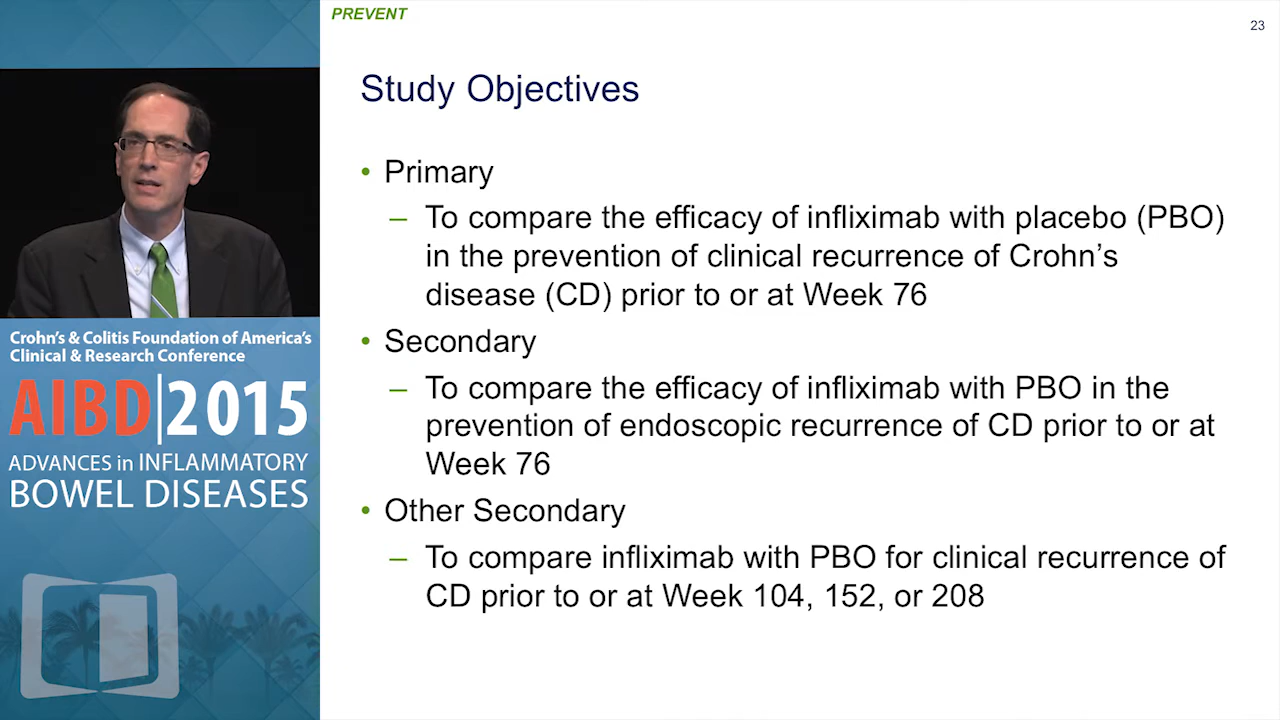 PREVENT
23
Study Objectives
• Primary
– To compare the efficacy of infliximab with placebo (PBO)
in the prevention of clinical recurrence of Crohn’s
disease (CD) prior to or at Week 76
• Secondary
– To compare the efficacy of infliximab with PBO in the
prevention of endoscopic recurrence of CD prior to or at
Week 76
• Other Secondary
– To compare infliximab with PBO for clinical recurrence of
CD prior to or at Week 104, 152, or 208
Crohn’s & Colitis Foundation of America’s
Clinical & Research Conference
AIBD|2015
ADVANCES in INFLAMMATORY
BOWEL DISEASES